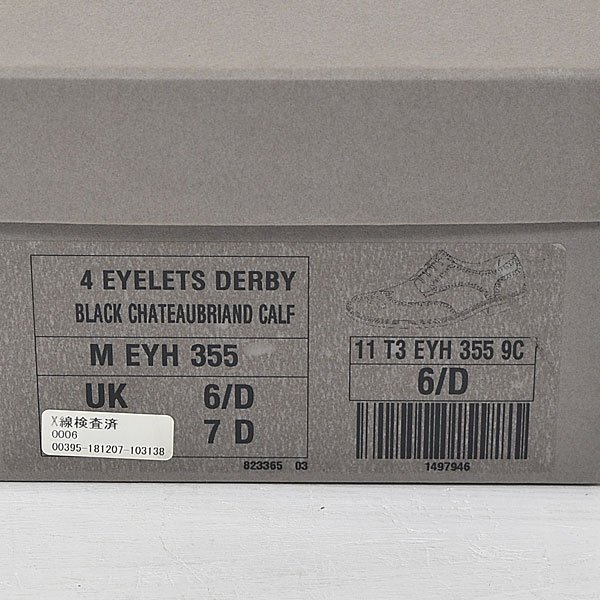 4 EYELETS DERBY
BLACK CHATEAUBRIAND CALF
M EYH 355
UK 6/D
7 D
X線検査済
0006
00395-181207-103138
823365 03
11 T3 EYH 355 9C
6/D
1497946